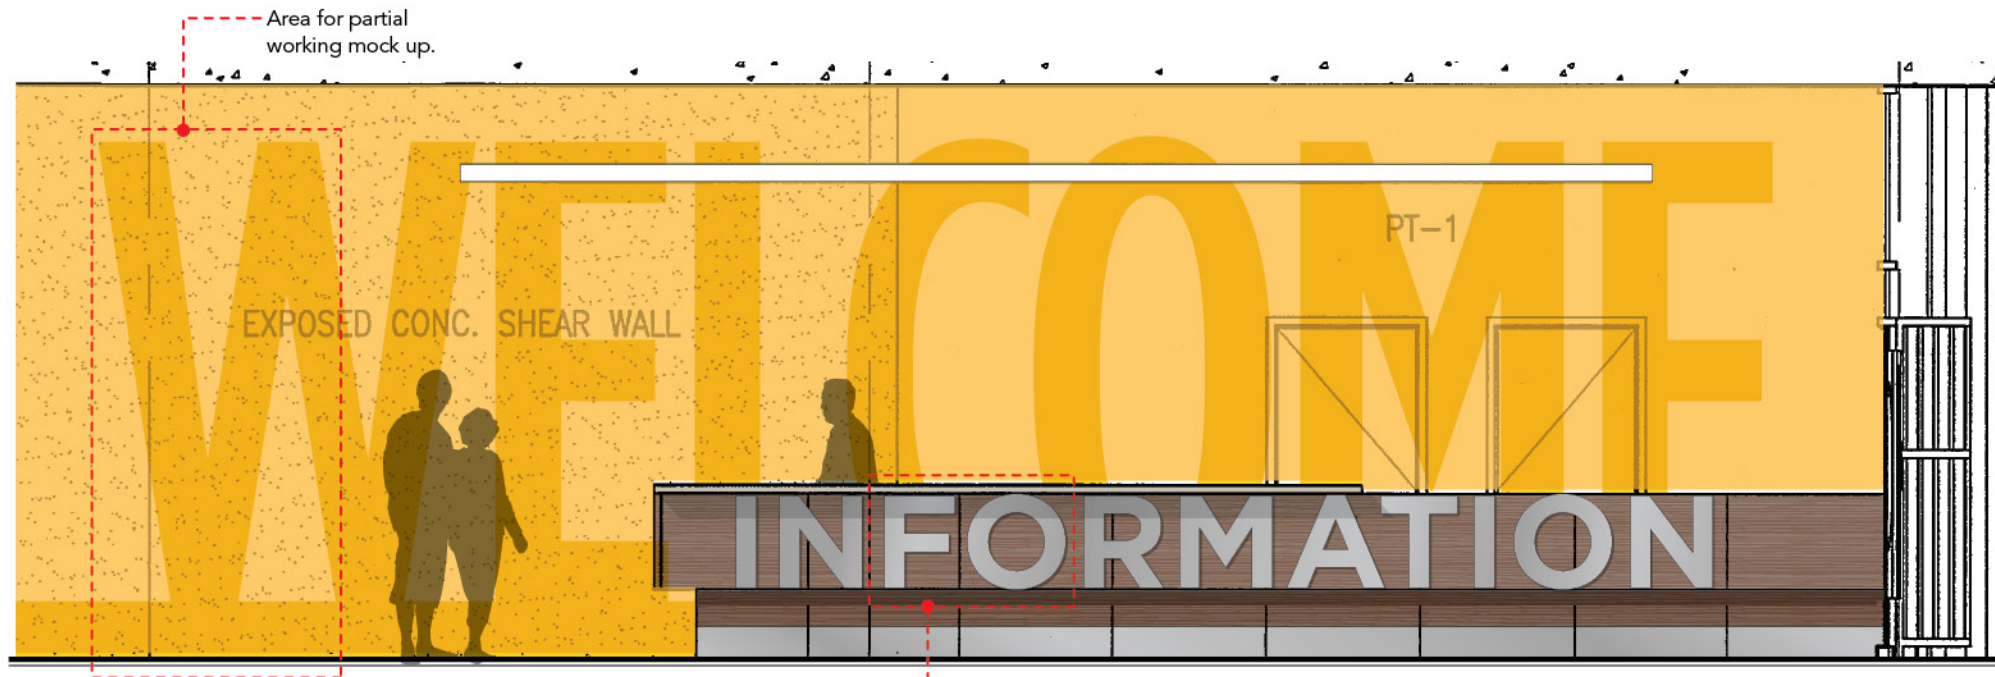 Area for partial
working mock up.
WELCOME
PT-1
EXPOSED CONC. SHEAR WALL
INFORMATION